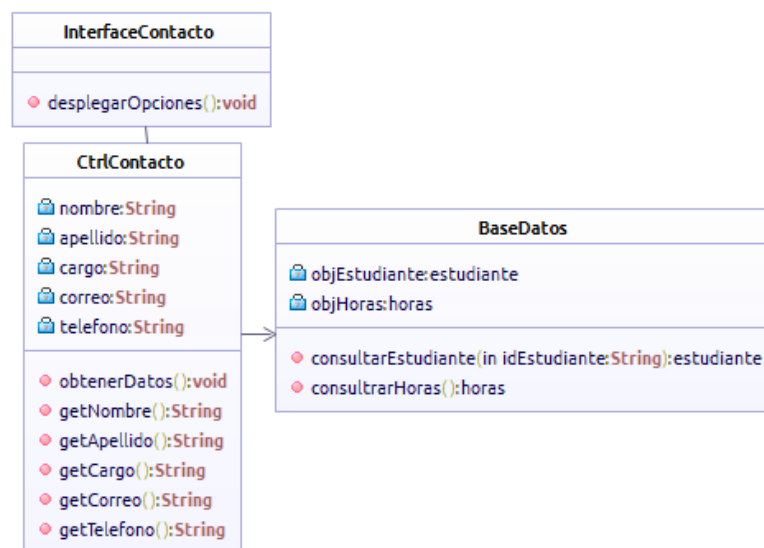 InterfaceContacto
desplegarOpciones():void
CtrlContacto
nombre:String
apellido:String
cargo:String
correo:String
telefono:String
obtenerDatos():void
getNombre():String
getApellido():String
getCargo():String
getCorreo():String
getTelefono():String
BaseDatos
objEstudiante:estudiante
objHoras:horas
consultarEstudiante(in idEstudiante:String):estudiante
consultrarHoras():horas